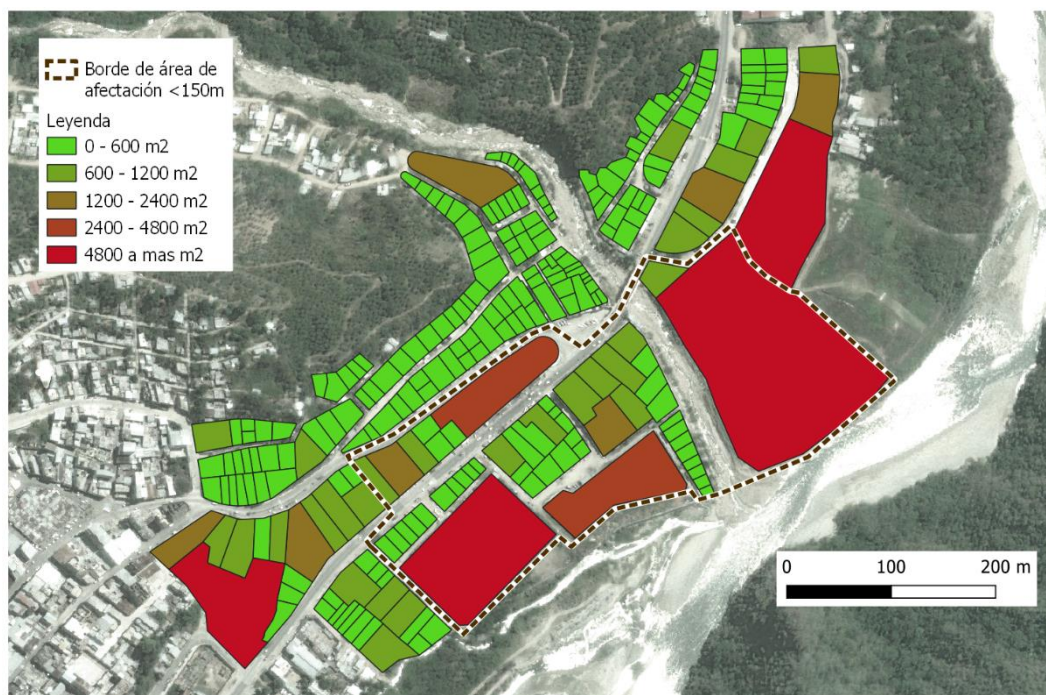 Borde de área de
afectación <150m
Leyenda
0 - 600 m2
600 - 1200 m2
1200 - 2400 m2
2400 - 4800 m2
4800 a mas m2
0 100 200 m